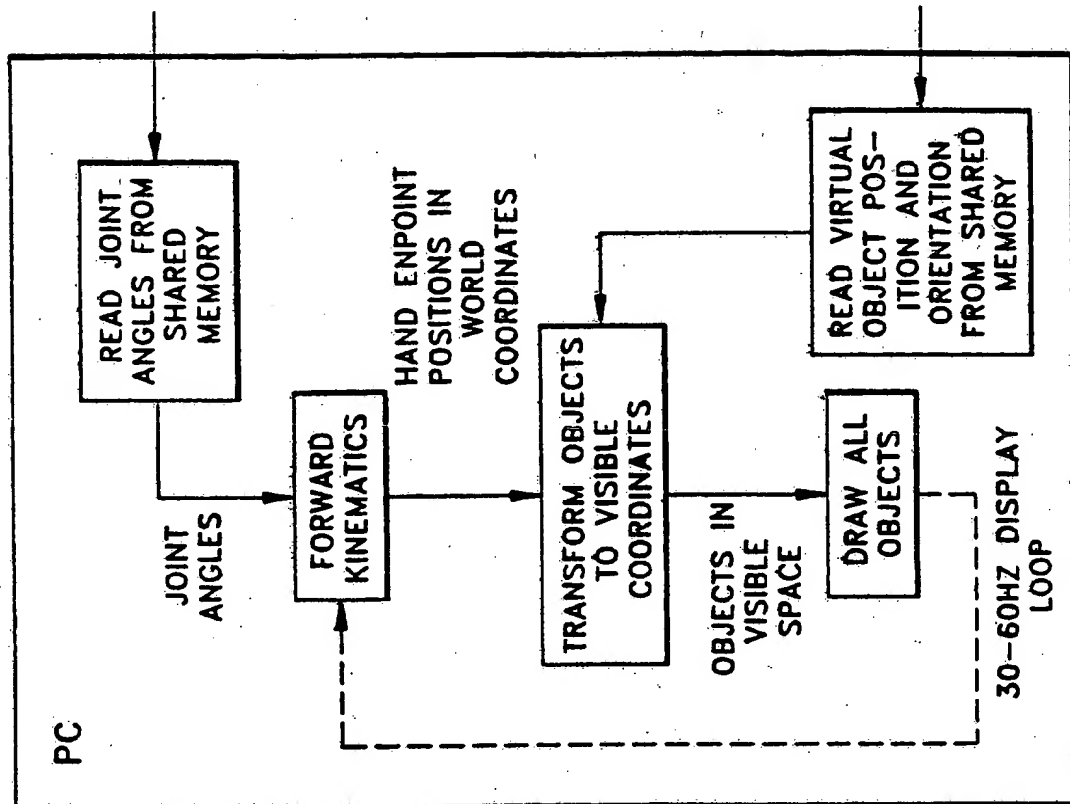 PC
READ JOINT
ANGLES FROM
SHARED
MEMORY
JOINT
ANGLES
FORWARD
KINEMATICS
HAND ENPOINT
POSITIONS IN
WORLD
COORDINATES
TRANSFORM OBJECTS
TO VISIBLE
COORDINATES
READ VIRTUAL
OBJECT POS-
ITION AND
ORIENTATION
FROM SHARED
MEMORY
OBJECTS IN
VISIBLE
SPACE
DRAW ALL
OBJECTS
30-60HZ DISPLAY
LOOP